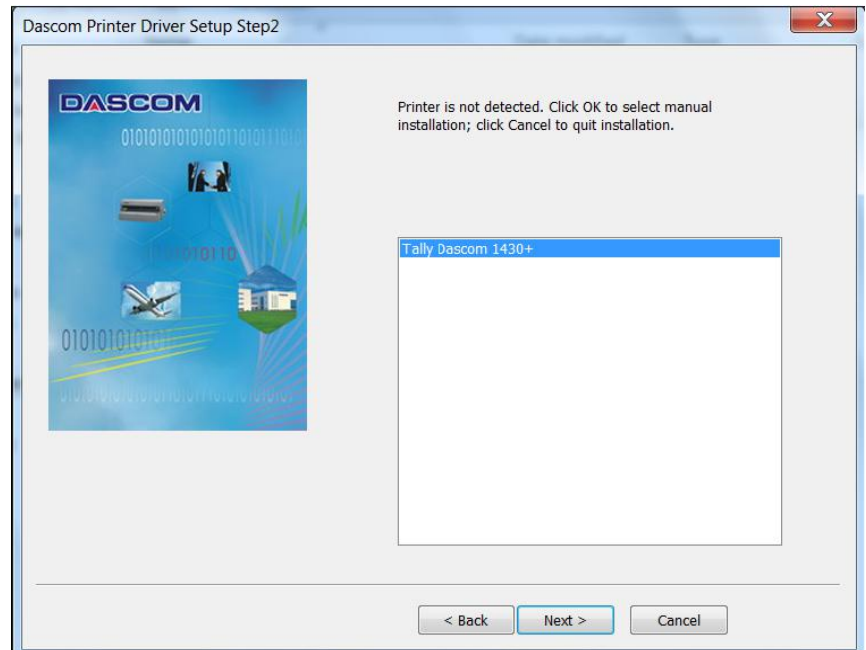 Dascom Printer Driver Setup Step2
DASCOM
Printer is not detected. Click OK to select manual
installation; click Cancel to quit installation.
Tally Dascom 1430+
< Back
Next >
Cancel